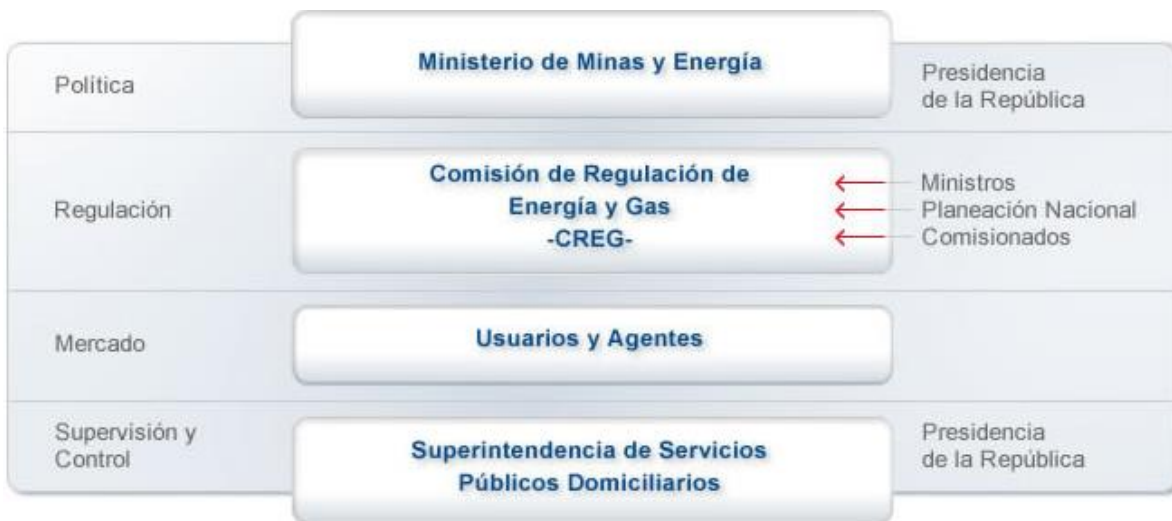 Política
Ministerio de Minas y Energía
Presidencia
de la República
Regulación
Comisión de Regulación de
Energía y Gas
-CREG-
Ministros
Planeación Nacional
Comisionados
Mercado
Usuarios y Agentes
Supervisión y
Control
Superintendencia de Servicios
Públicos Domiciliarios
Presidencia
de la República